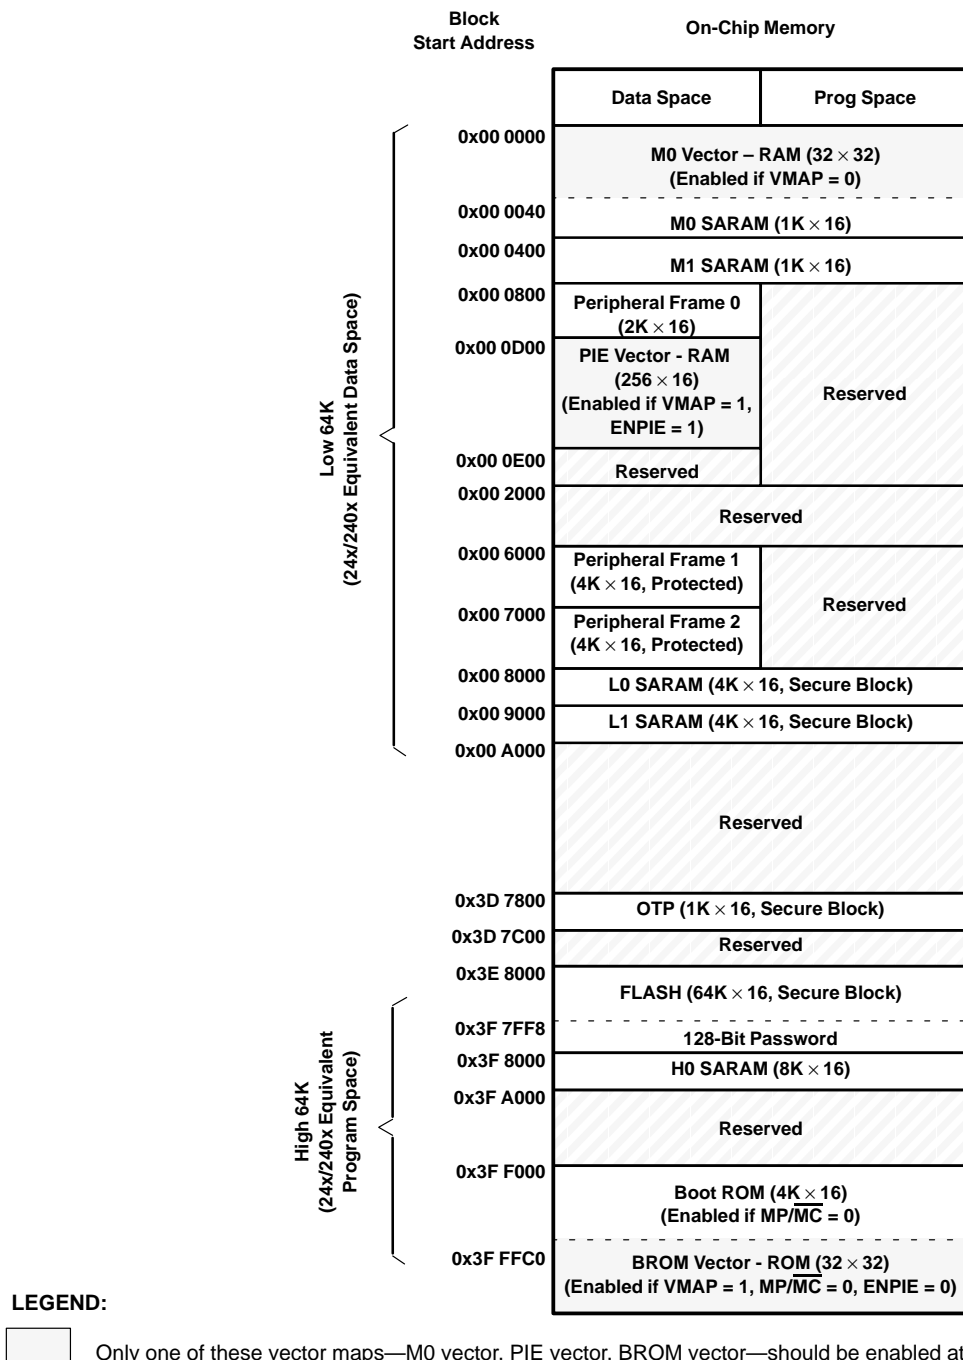 Block
Start Address
On-Chip Memory
Data Space
Prog Space
0x00 0000
M0 Vector – RAM (32 × 32)
(Enabled if VMAP = 0)
0x00 0040
M0 SARAM (1K × 16)
0x00 0400
M1 SARAM (1K × 16)
0x00 0800
Peripheral Frame 0
(2K × 16)
0x00 0D00
PIE Vector - RAM
(256 × 16)
(Enabled if VMAP = 1,
ENPIE = 1)
Reserved
0x00 0E00
Reserved
Low 64K
(24x/240x Equivalent Data Space)
0x00 2000
Reserved
0x00 6000
Peripheral Frame 1
(4K × 16, Protected)
Reserved
0x00 7000
Peripheral Frame 2
(4K × 16, Protected)
0x00 8000
L0 SARAM (4K × 16, Secure Block)
0x00 9000
L1 SARAM (4K × 16, Secure Block)
0x00 A000
Reserved
0x3D 7800
OTP (1K × 16, Secure Block)
0x3D 7C00
Reserved
0x3E 8000
FLASH (64K × 16, Secure Block)
0x3F 7FF8
128-Bit Password
0x3F 8000
H0 SARAM (8K × 16)
0x3F A000
Reserved
High 64K
(24x/240x Equivalent
Program Space)
0x3F F000
Boot ROM (4K × 16)
(Enabled if MP/M̅C̅ = 0)
0x3F FFC0
BROM Vector - ROM (32 × 32)
(Enabled if VMAP = 1, MP/M̅C̅ = 0, ENPIE = 0)
LEGEND:
Only one of these vector maps—M0 vector, PIE vector, BROM vector—should be enabled at